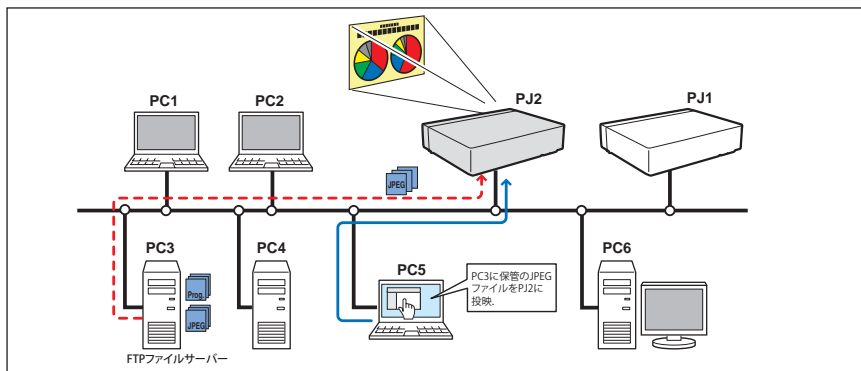 PJ2
PJ1
PC1
PC2
JPEG
PC3
PC4
PC5
PC6
Prog.
JPEG
PC3に保管のJPEG
ファイルをPJ2に
投映.
FTPファイルサーバー